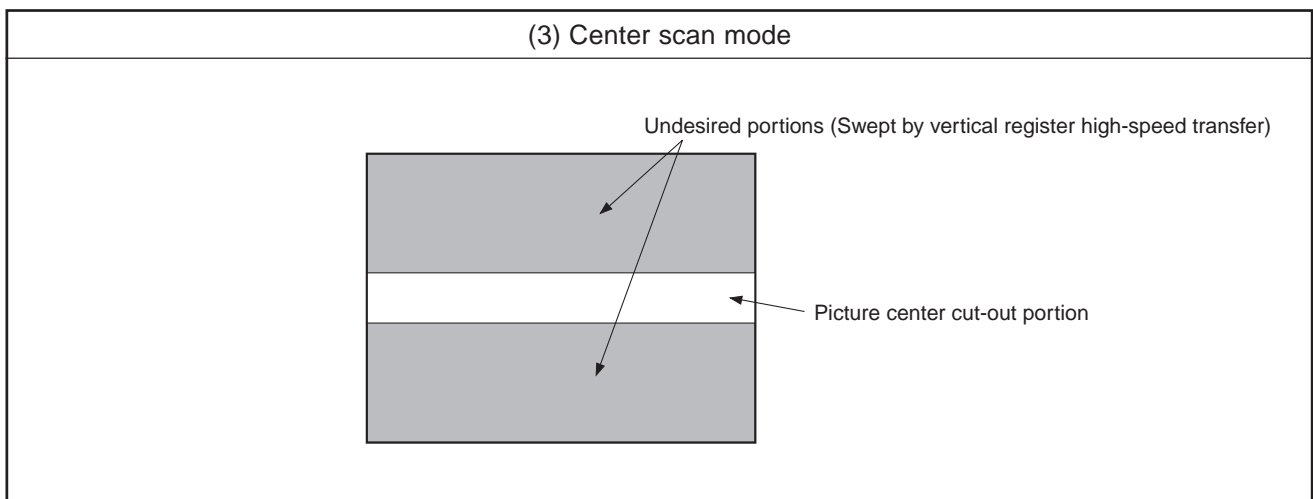 (3) Center scan mode
Undesired portions (Swept by vertical register high-speed transfer)
Picture center cut-out portion